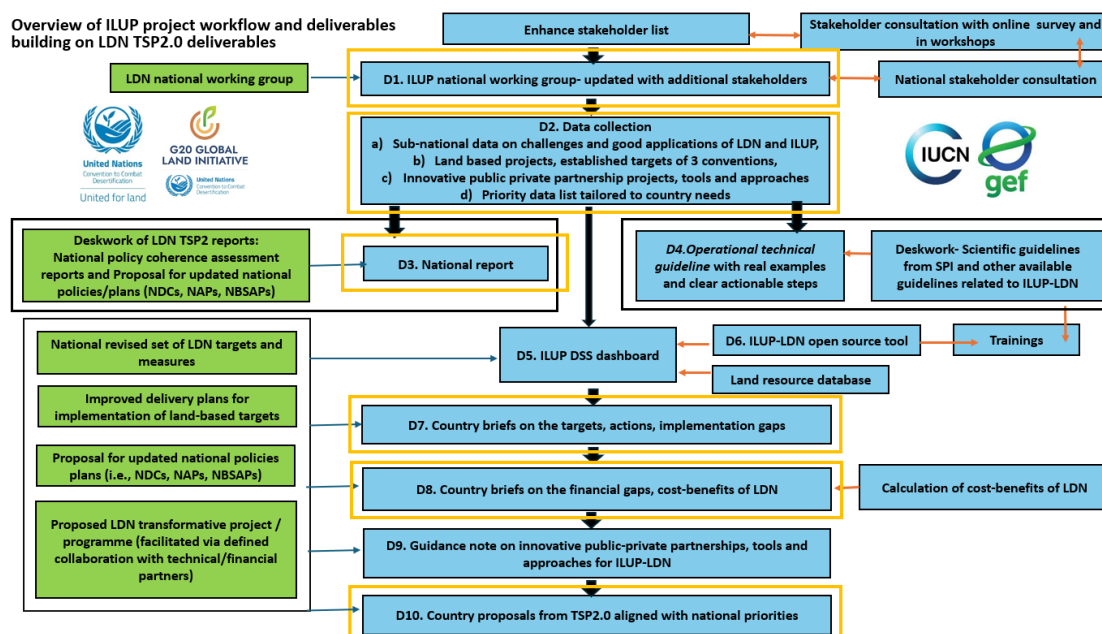 Overview of ILUP project workflow and deliverables
building on LDN TSP2.0 deliverables
Enhance stakeholder list
Stakeholder consultation with online survey and
in workshops
LDN national working group
D1. ILUP national working group- updated with additional stakeholders
National stakeholder consultation
United Nations
Convention to Combat
Desertification
United for land
G20 GLOBAL
LAND INITIATIVE
United Nations
Convention to Combat
Desertification
D2. Data collection
a) Sub-national data on challenges and good applications of LDN and ILUP,
b) Land based projects, established targets of 3 conventions,
c) Innovative public private partnership projects, tools and approaches
d) Priority data list tailored to country needs
IUCN
gef
Deskwork of LDN TSP2 reports:
National policy coherence assessment
reports and Proposal for updated national
policies/plans (NDCs, NAPs, NBSAPs)
D3. National report
D4.Operational technical
guideline with real examples
and clear actionable steps
Deskwork- Scientific guidelines
from SPI and other available
guidelines related to ILUP-LDN
National revised set of LDN targets and
measures
D5. ILUP DSS dashboard
D6. ILUP-LDN open source tool
Trainings
Land resource database
Improved delivery plans for
implementation of land-based targets
D7. Country briefs on the targets, actions, implementation gaps
Proposal for updated national policies
plans (i.e., NDCs, NAPs, NBSAPs)
D8. Country briefs on the financial gaps, cost-benefits of LDN
Calculation of cost-benefits of LDN
Proposed LDN transformative project /
programme (facilitated via defined
collaboration with technical/financial
partners)
D9. Guidance note on innovative public-private partnerships, tools and
approaches for ILUP-LDN
D10. Country proposals from TSP2.0 aligned with national priorities